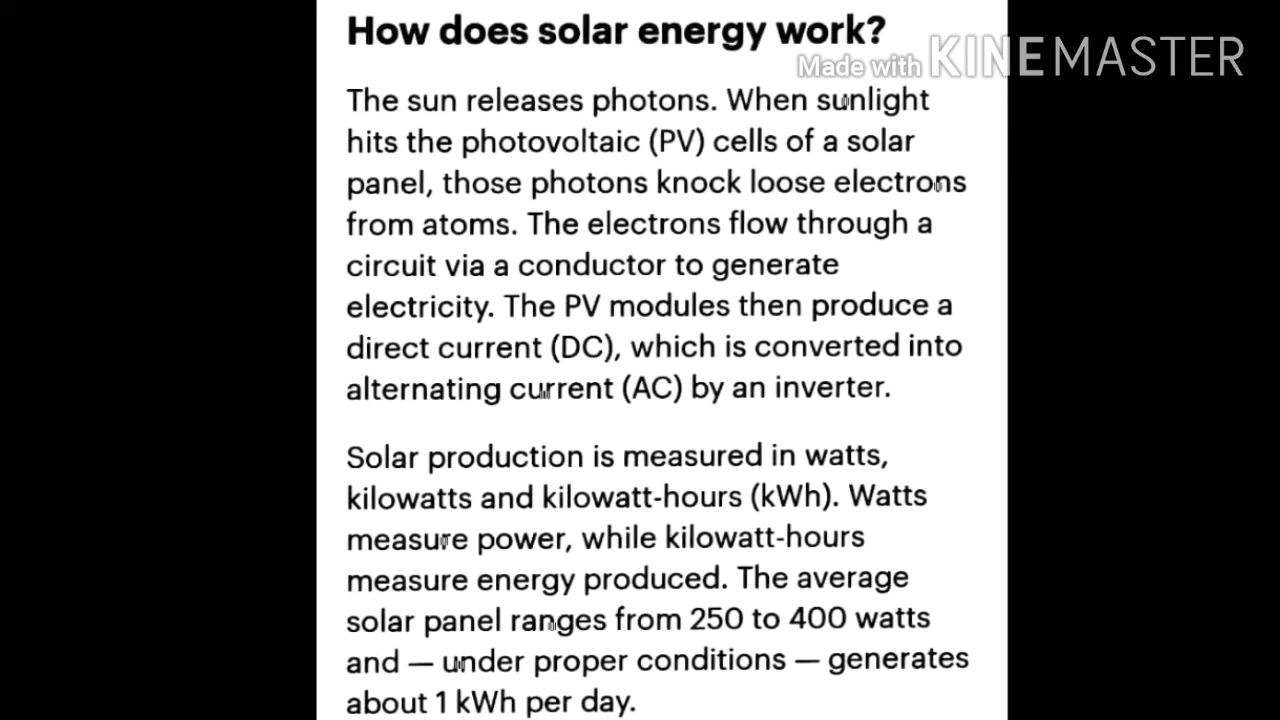 How does solar energy work?
Made with KINEMASTER
The sun releases photons. When sunlight
hits the photovoltaic (PV) cells of a solar
panel, those photons knock loose electrons
from atoms. The electrons flow through a
circuit via a conductor to generate
electricity. The PV modules then produce a
direct current (DC), which is converted into
alternating current (AC) by an inverter.
Solar production is measured in watts,
kilowatts and kilowatt-hours (kWh). Watts
measure power, while kilowatt-hours
measure energy produced. The average
solar panel ranges from 250 to 400 watts
and — under proper conditions — generates
about 1 kWh per day.